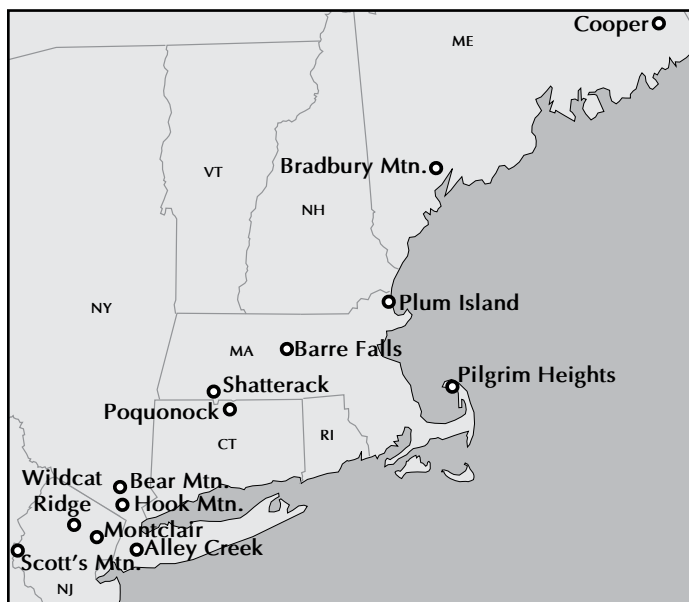 Cooper
ME
Bradbury Mtn.
VT
NH
Plum Island
NY
MA
Barre Falls
Pilgrim Heights
Shatterack
Poquonock
CT
RI
Wildcat
Ridge
Bear Mtn.
Hook Mtn.
Montclair
Alley Creek
Scott's Mtn.
NJ